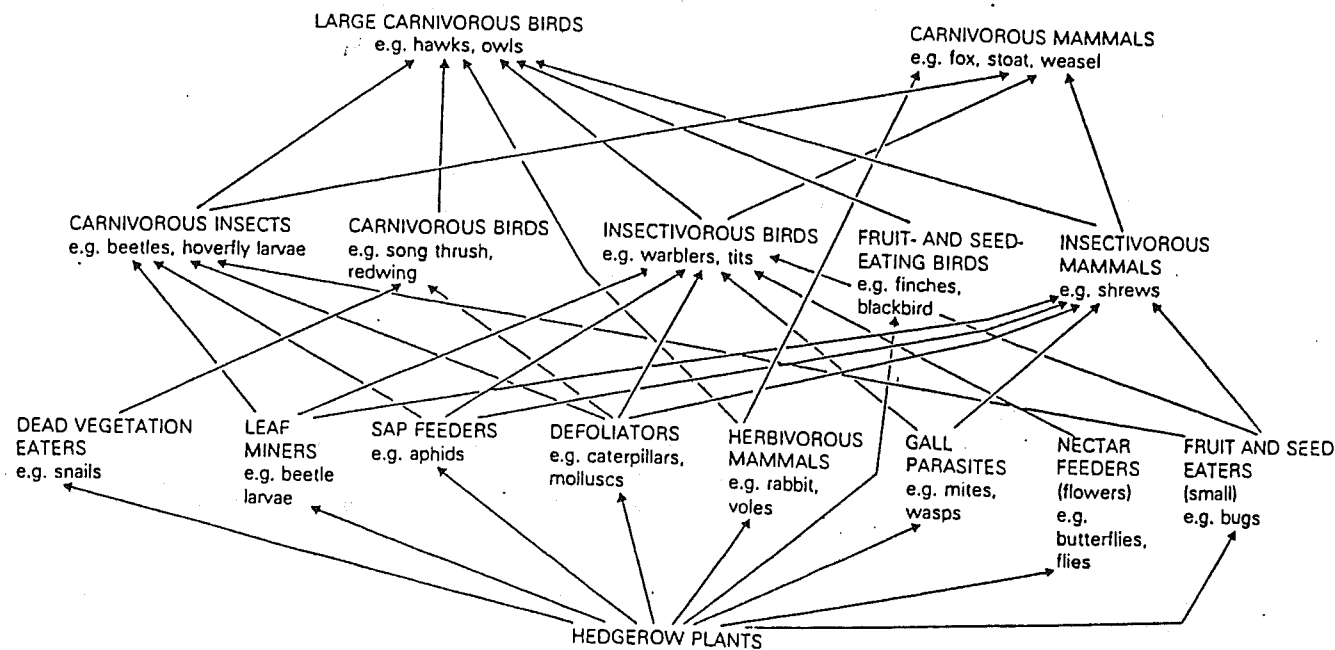 LARGE CARNIVOROUS BIRDS
e.g. hawks, owls
CARNIVOROUS MAMMALS
e.g. fox, stoat, weasel
CARNIVOROUS INSECTS
e.g. beetles, hoverfly larvae
CARNIVOROUS BIRDS
e.g. song thrush,
redwing
INSECTIVOROUS BIRDS
e.g. warblers, tits
FRUIT- AND SEED-
EATING BIRDS
e.g. finches,
blackbird
INSECTIVOROUS
MAMMALS
e.g. shrews
DEAD VEGETATION
EATERS
e.g. snails
LEAF
MINERS
e.g. beetle
larvae
SAP FEEDERS
e.g. aphids
DEFOLIATORS
e.g. caterpillars,
molluscs
HERBIVOROUS
MAMMALS
e.g. rabbit,
voles
GALL
PARASITES
e.g. mites,
wasps
NECTAR
FEEDERS
(flowers)
e.g.
butterflies,
flies
FRUIT AND SEED
EATERS
(small)
e.g. bugs
HEDGEROW PLANTS